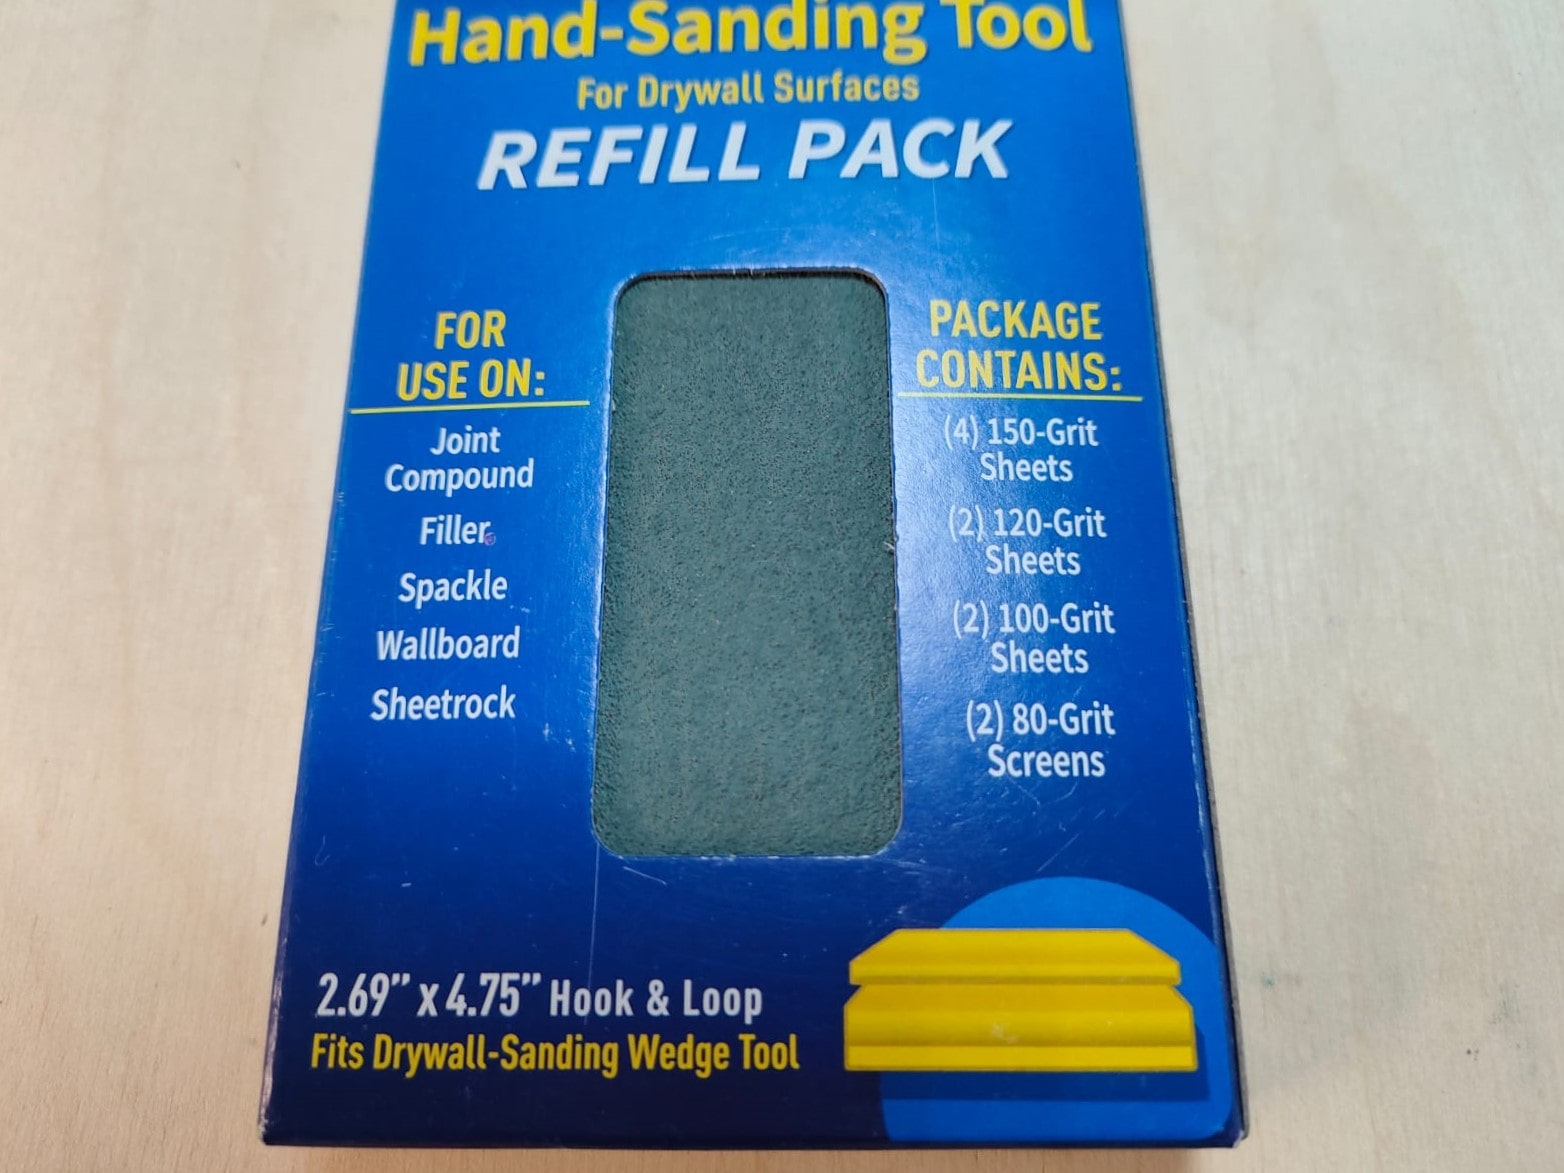 Hand-Sanding Tool
For Drywall Surfaces
REFILL PACK
FOR
USE ON:
Joint
Compound
Filler
Spackle
Wallboard
Sheetrock
PACKAGE
CONTAINS:
(4) 150-Grit
Sheets
(2) 120-Grit
Sheets
(2) 100-Grit
Sheets
(2) 80-Grit
Screens
2.69” x 4.75” Hook & Loop
Fits Drywall-Sanding Wedge Tool